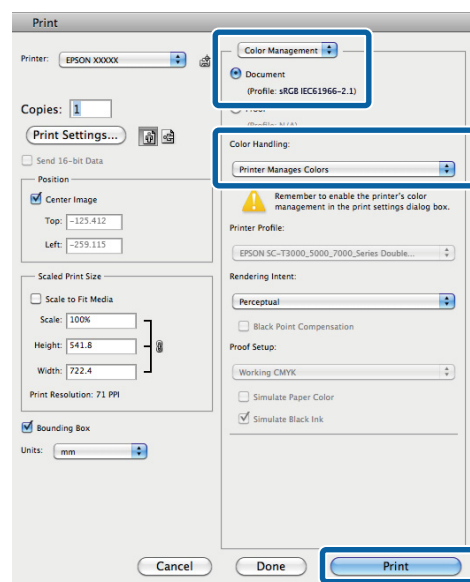 Print
Printer: EPSON XXXXX
Copies: 1
Print Settings...
Send 16-bit Data
Position
Center Image
Top: -125.412
Left: -259.115
Scaled Print Size
Scale to Fit Media
Scale: 100%
Height: 541.8
Width: 722.4
Print Resolution: 71 PPI
Bounding Box
Units: mm
Color Management
Document
(Profile: sRGB IEC61966-2.1)
Color Handling:
Printer Manages Colors
Remember to enable the printer's color
management in the print settings dialog box.
Printer Profile:
EPSON SC-T3000_5000_7000_Series Double...
Rendering Intent:
Perceptual
Black Point Compensation
Proof Setup:
Working CMYK
Simulate Paper Color
Simulate Black Ink
Cancel
Done
Print